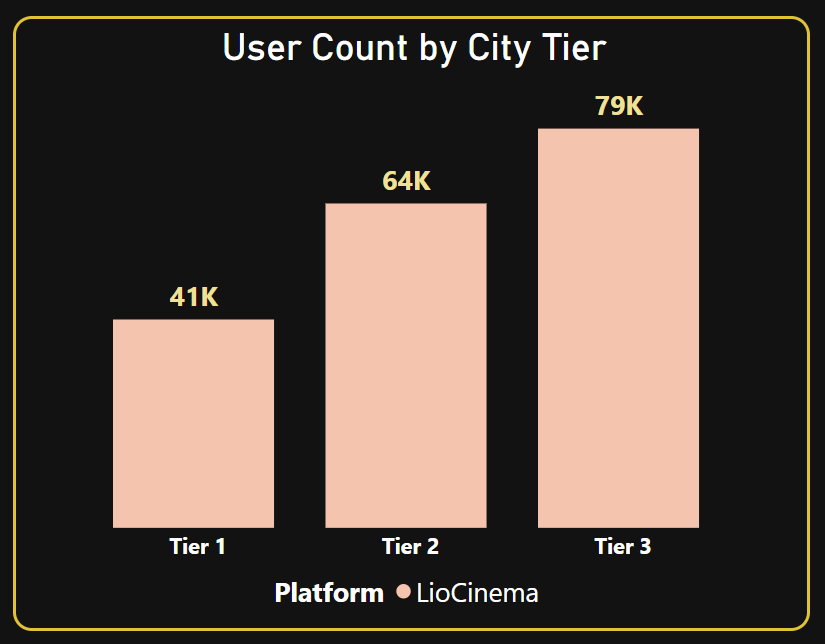 User Count by City Tier
79K
64K
41K
Tier 1 Tier 2 Tier 3
Platform LioCinema